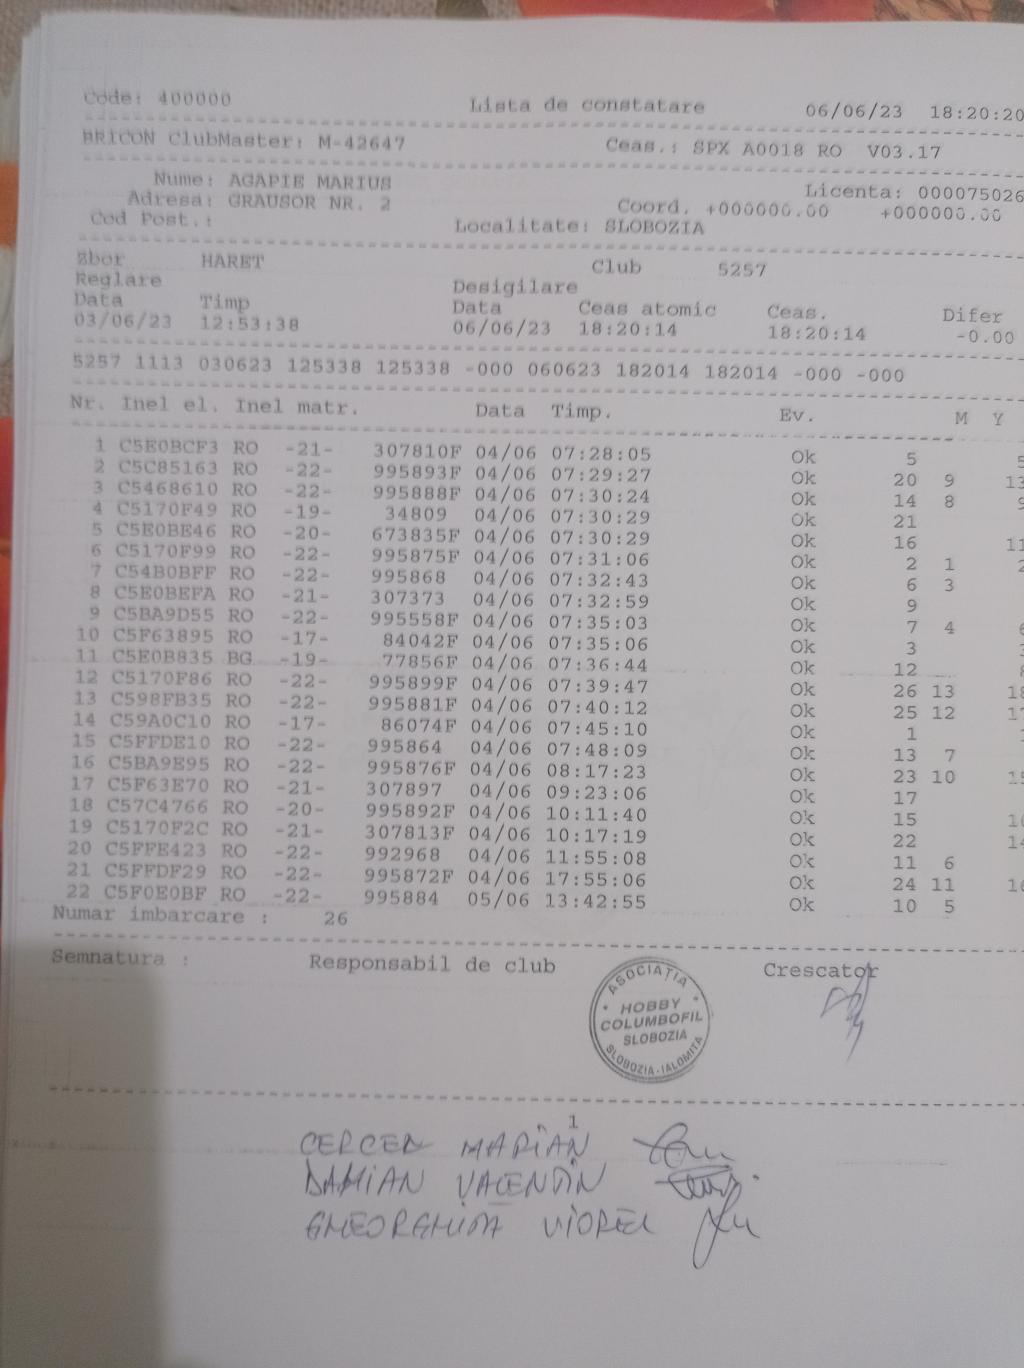 Code: 400000 Lista de constatare 06/06/23 18:20:20
BRICON ClubMaster: M-42647 Ceas.: SPX A0018 RO V03.17
Nume: AGAPIE MARIUS Licenta: 000075026
Adresa: GRAUSOR NR. 2 Coord. +000000.00 +000000.00
Cod Post.: Localitate: SLOBOZIA
Zbor HARET Club 5257
Reglare Desigilare
Data Timp Data Ceas atomic Ceas. Difer
03/06/23 12:53:38 06/06/23 18:20:14 18:20:14 -0.00
5257 1113 030623 125338 125338 -000 060623 182014 182014 -000 -000
Nr. Inel el. Inel matr. Data Timp. Ev. M Y
1 C5E0BCF3 RO -21- 307810F 04/06 07:28:05 Ok 5 5
2 C5C85163 RO -22- 995893F 04/06 07:29:27 Ok 20 9 13
3 C5468610 RO -22- 995888F 04/06 07:30:24 Ok 14 8 9
4 C5170F49 RO -19- 34809 04/06 07:30:29 Ok 21
5 C5E0BE46 RO -20- 673835F 04/06 07:30:29 Ok 16 11
6 C5170F99 RO -22- 995875F 04/06 07:31:06 Ok 2 1 2
7 C54B0BFF RO -22- 995868 04/06 07:32:43 Ok 6 3
8 C5E0BEFA RO -21- 307373 04/06 07:32:59 Ok 9
9 C5BA9D55 RO -22- 995558F 04/06 07:35:03 Ok 7 4 6
10 C5F63895 RO -17- 84042F 04/06 07:35:06 Ok 3 3
11 C5E0B835 BG -19- 77856F 04/06 07:36:44 Ok 12 8
12 C5170F86 RO -22- 995899F 04/06 07:39:47 Ok 26 13 18
13 C598FB35 RO -22- 995881F 04/06 07:40:12 Ok 25 12 17
14 C59A0C10 RO -17- 86074F 04/06 07:45:10 Ok 1
15 C5FFDE10 RO -22- 995864 04/06 07:48:09 Ok 13 7
16 C5BA9E95 RO -22- 995876F 04/06 08:17:23 Ok 23 10 15
17 C5F63E70 RO -21- 307897 04/06 09:23:06 Ok 17
18 C57C4766 RO -20- 995892F 04/06 10:11:40 Ok 15 10
19 C5170F2C RO -21- 307813F 04/06 10:17:19 Ok 22 14
20 C5FFE423 RO -22- 992968 04/06 11:55:08 Ok 11 6
21 C5FFDF29 RO -22- 995872F 04/06 17:55:06 Ok 24 11 16
22 C5F0E0BF RO -22- 995884 05/06 13:42:55 Ok 10 5
Numar imbarcare : 26
Semnatura : Responsabil de club Crescator
ASOCIAȚIA
HOBBY
COLUMBOFIL
SLOBOZIA
SLOBOZIA-IALOMIȚA
1
CERCEL MARIAN
DAMIAN VALENTIN
GHEORGHIȚĂ VIOREL